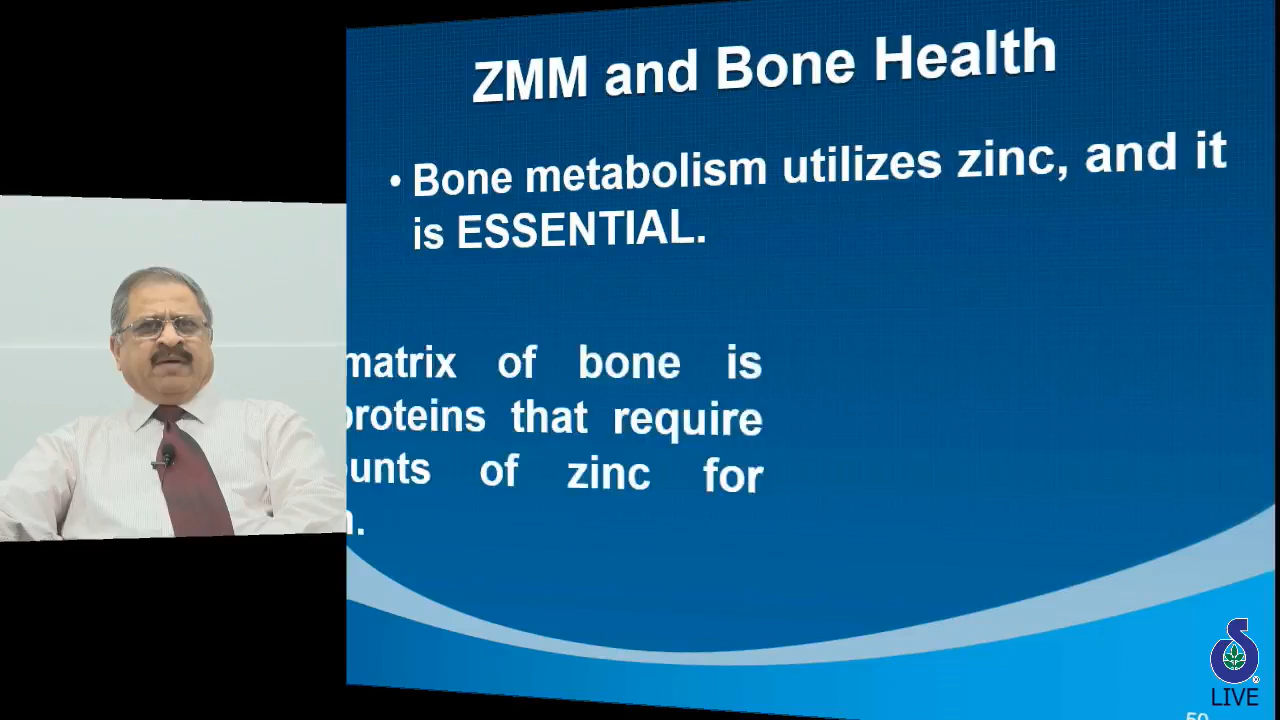 ZMM and Bone Health
• Bone metabolism utilizes zinc, and it
is ESSENTIAL.
matrix of bone is
proteins that require
unts of zinc for
.
LIVE